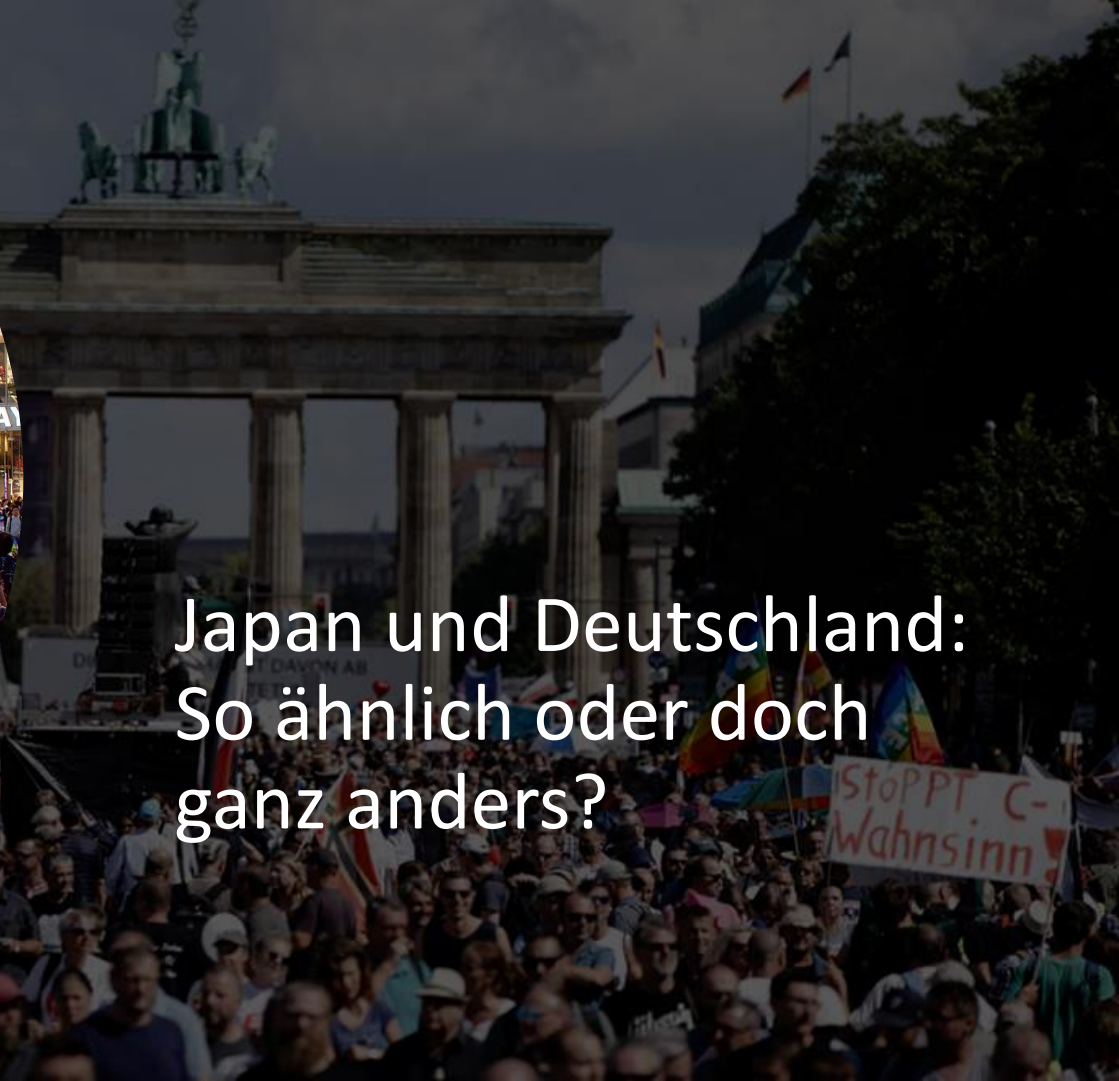 Japan und Deutschland:
So ähnlich oder doch
ganz anders?
STOPPT C-
Wahnsinn!